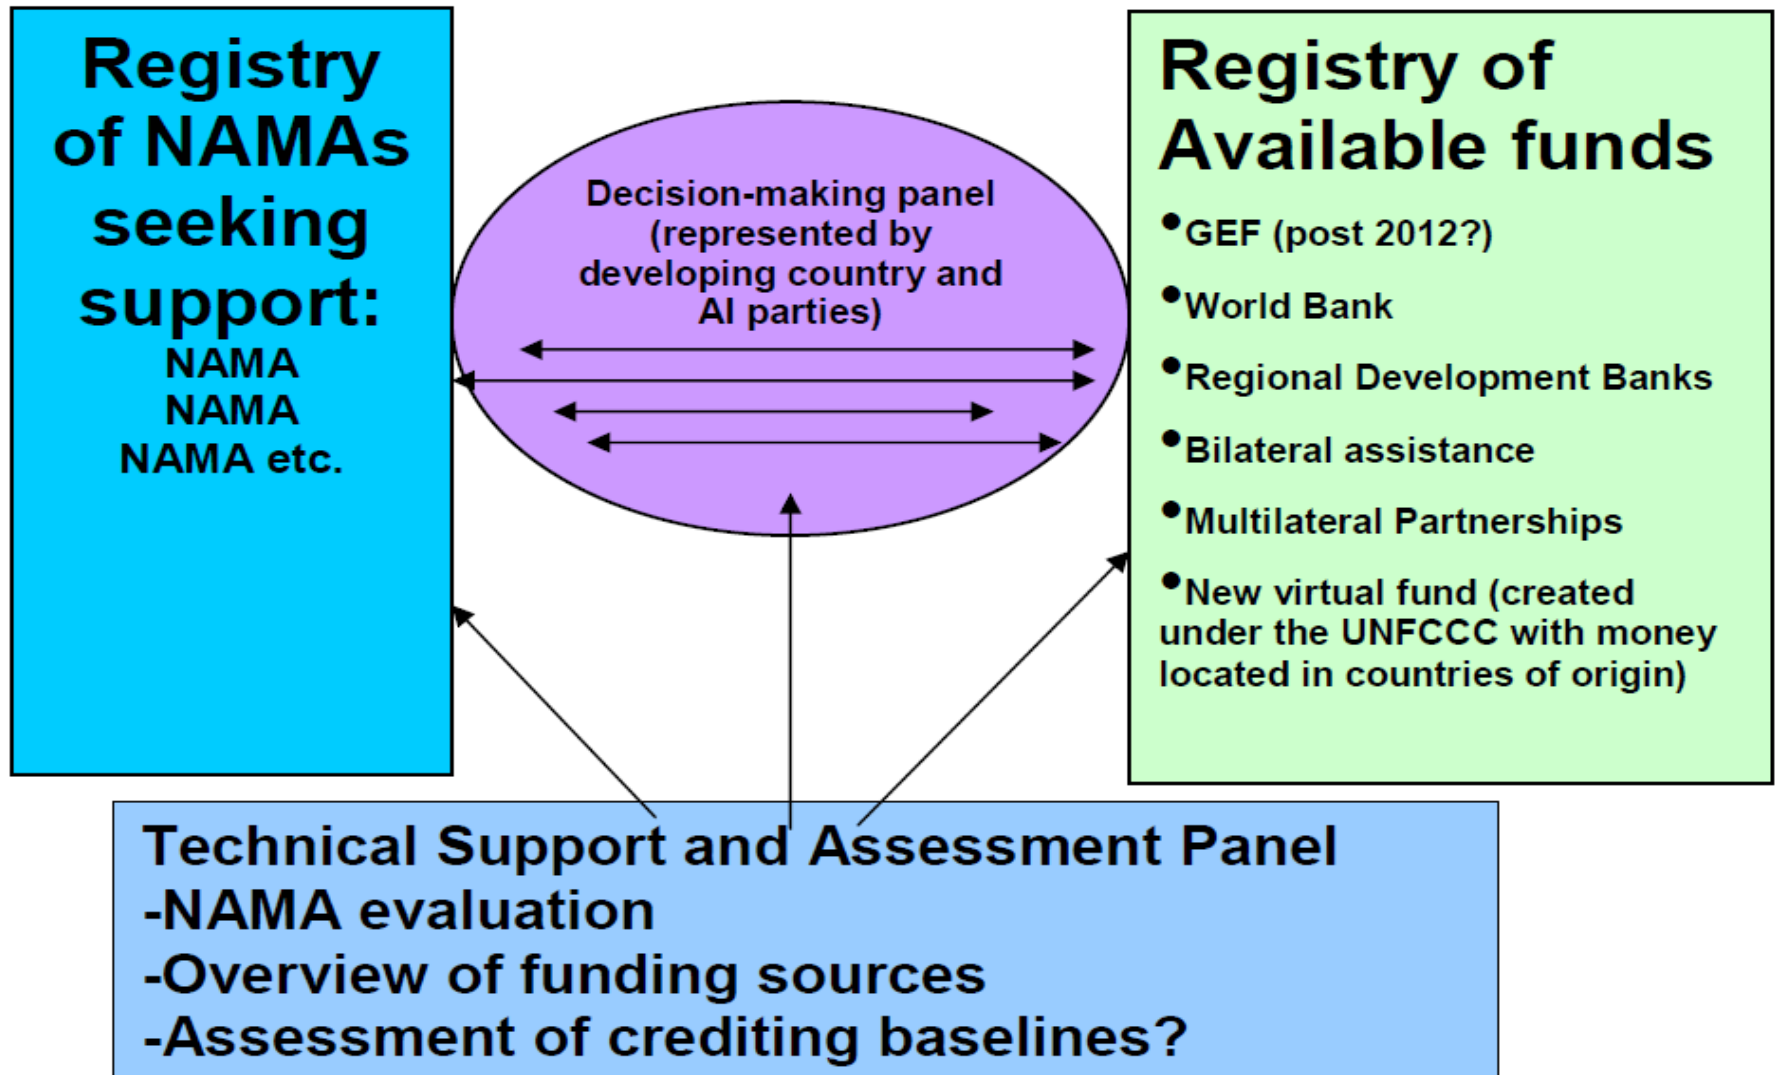 Registry
of NAMAs
seeking
support:
NAMA
NAMA
NAMA etc.
Decision-making panel
(represented by
developing country and
AI parties)
Registry of
Available funds
•GEF (post 2012?)
•World Bank
•Regional Development Banks
•Bilateral assistance
•Multilateral Partnerships
•New virtual fund (created
under the UNFCCC with money
located in countries of origin)
Technical Support and Assessment Panel
-NAMA evaluation
-Overview of funding sources
-Assessment of crediting baselines?